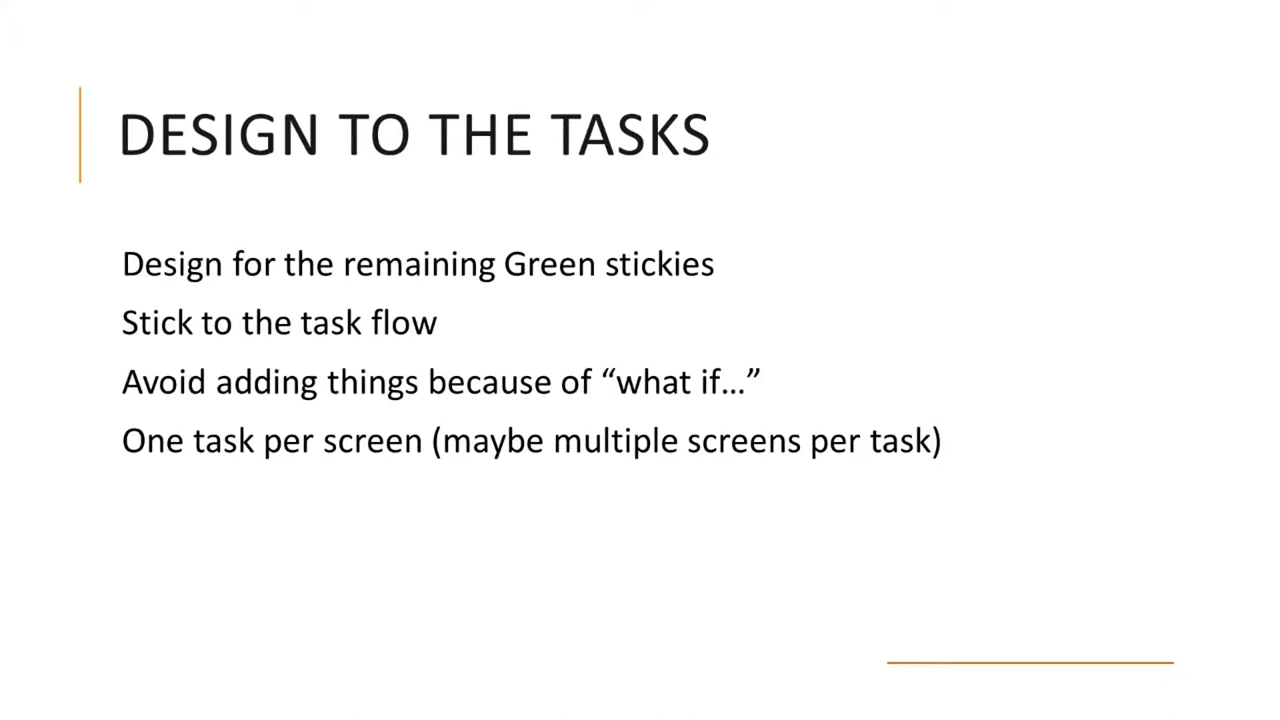 DESIGN TO THE TASKS
Design for the remaining Green stickies
Stick to the task flow
Avoid adding things because of “what if…”
One task per screen (maybe multiple screens per task)